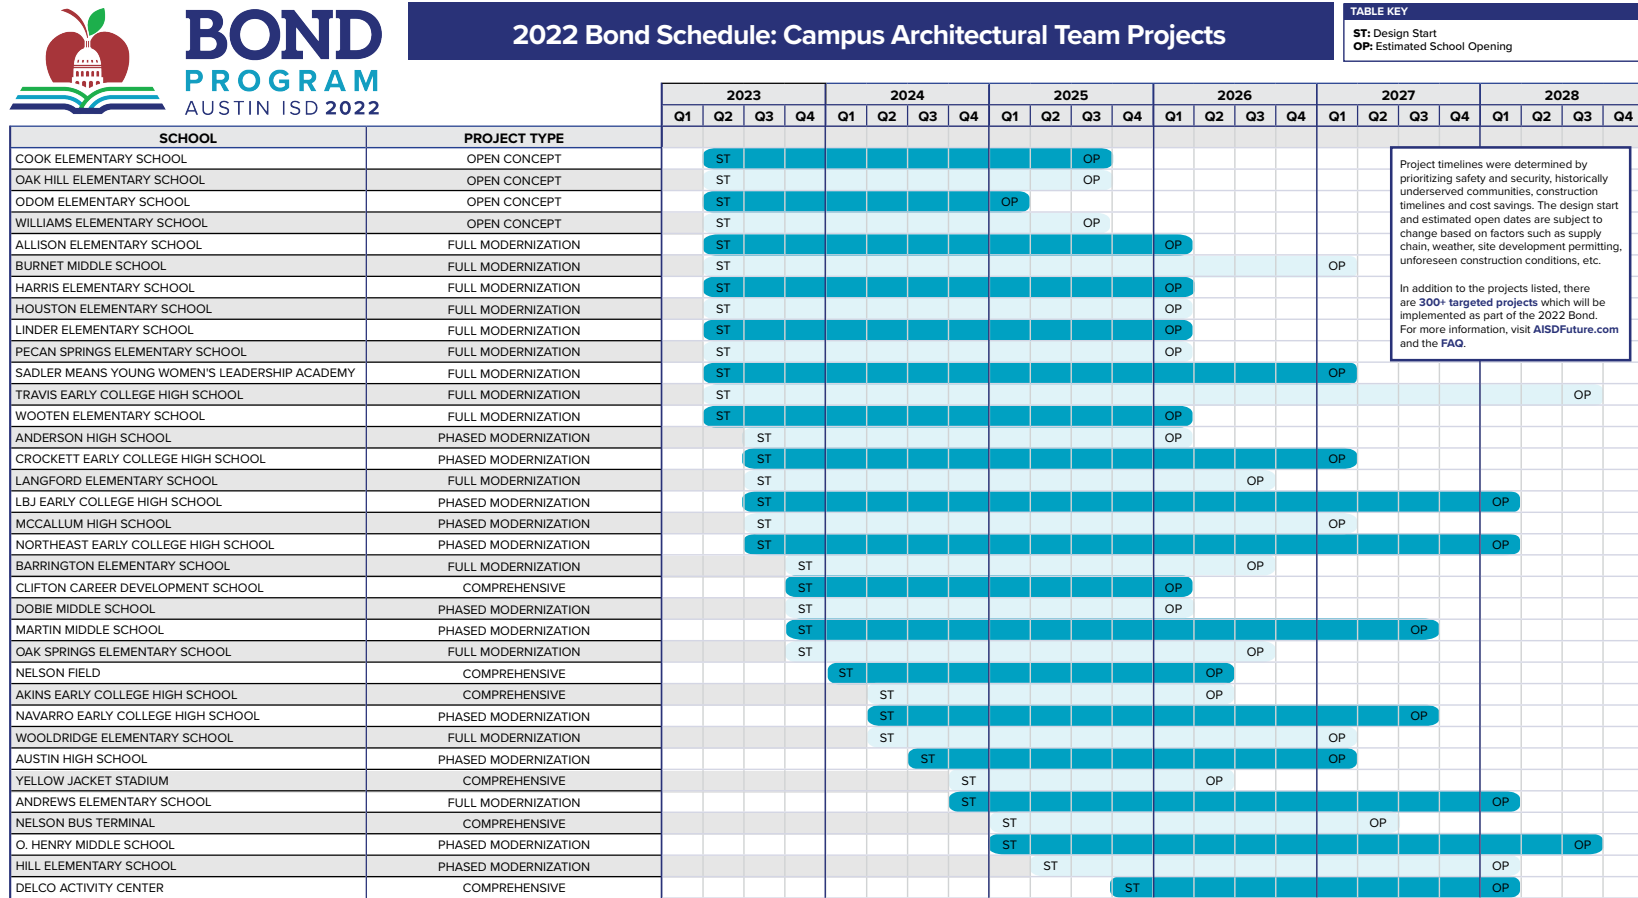 BOND
PROGRAM
AUSTIN ISD 2022
2022 Bond Schedule: Campus Architectural Team Projects
TABLE KEY
ST: Design Start
OP: Estimated School Opening
2023 2024 2025 2026 2027 2028
Q1 Q2 Q3 Q4 Q1 Q2 Q3 Q4 Q1 Q2 Q3 Q4 Q1 Q2 Q3 Q4 Q1 Q2 Q3 Q4 Q1 Q2 Q3 Q4
SCHOOL PROJECT TYPE
COOK ELEMENTARY SCHOOL OPEN CONCEPT ST OP
OAK HILL ELEMENTARY SCHOOL OPEN CONCEPT ST OP
ODOM ELEMENTARY SCHOOL OPEN CONCEPT ST OP
WILLIAMS ELEMENTARY SCHOOL OPEN CONCEPT ST OP
ALLISON ELEMENTARY SCHOOL FULL MODERNIZATION ST OP
BURNET MIDDLE SCHOOL FULL MODERNIZATION ST OP
HARRIS ELEMENTARY SCHOOL FULL MODERNIZATION ST OP
HOUSTON ELEMENTARY SCHOOL FULL MODERNIZATION ST OP
LINDER ELEMENTARY SCHOOL FULL MODERNIZATION ST OP
PECAN SPRINGS ELEMENTARY SCHOOL FULL MODERNIZATION ST OP
SADLER MEANS YOUNG WOMEN'S LEADERSHIP ACADEMY FULL MODERNIZATION ST OP
TRAVIS EARLY COLLEGE HIGH SCHOOL FULL MODERNIZATION ST OP
WOOTEN ELEMENTARY SCHOOL FULL MODERNIZATION ST OP
ANDERSON HIGH SCHOOL PHASED MODERNIZATION ST OP
CROCKETT EARLY COLLEGE HIGH SCHOOL PHASED MODERNIZATION ST OP
LANGFORD ELEMENTARY SCHOOL FULL MODERNIZATION ST OP
LBJ EARLY COLLEGE HIGH SCHOOL PHASED MODERNIZATION ST OP
MCCALLUM HIGH SCHOOL PHASED MODERNIZATION ST OP
NORTHEAST EARLY COLLEGE HIGH SCHOOL PHASED MODERNIZATION ST OP
BARRINGTON ELEMENTARY SCHOOL FULL MODERNIZATION ST OP
CLIFTON CAREER DEVELOPMENT SCHOOL COMPREHENSIVE ST OP
DOBIE MIDDLE SCHOOL PHASED MODERNIZATION ST OP
MARTIN MIDDLE SCHOOL PHASED MODERNIZATION ST OP
OAK SPRINGS ELEMENTARY SCHOOL FULL MODERNIZATION ST OP
NELSON FIELD COMPREHENSIVE ST OP
AKINS EARLY COLLEGE HIGH SCHOOL COMPREHENSIVE ST OP
NAVARRO EARLY COLLEGE HIGH SCHOOL PHASED MODERNIZATION ST OP
WOOLDRIDGE ELEMENTARY SCHOOL FULL MODERNIZATION ST OP
AUSTIN HIGH SCHOOL PHASED MODERNIZATION ST OP
YELLOW JACKET STADIUM COMPREHENSIVE ST OP
ANDREWS ELEMENTARY SCHOOL FULL MODERNIZATION ST OP
NELSON BUS TERMINAL COMPREHENSIVE ST OP
O. HENRY MIDDLE SCHOOL PHASED MODERNIZATION ST OP
HILL ELEMENTARY SCHOOL PHASED MODERNIZATION ST OP
DELCO ACTIVITY CENTER COMPREHENSIVE ST OP
Project timelines were determined by
prioritizing safety and security, historically
underserved communities, construction
timelines and cost savings. The design start
and estimated open dates are subject to
change based on factors such as supply
chain, weather, site development permitting,
unforeseen construction conditions, etc.
In addition to the projects listed, there
are 300+ targeted projects which will be
implemented as part of the 2022 Bond.
For more information, visit AISDFuture.com
and the FAQ.